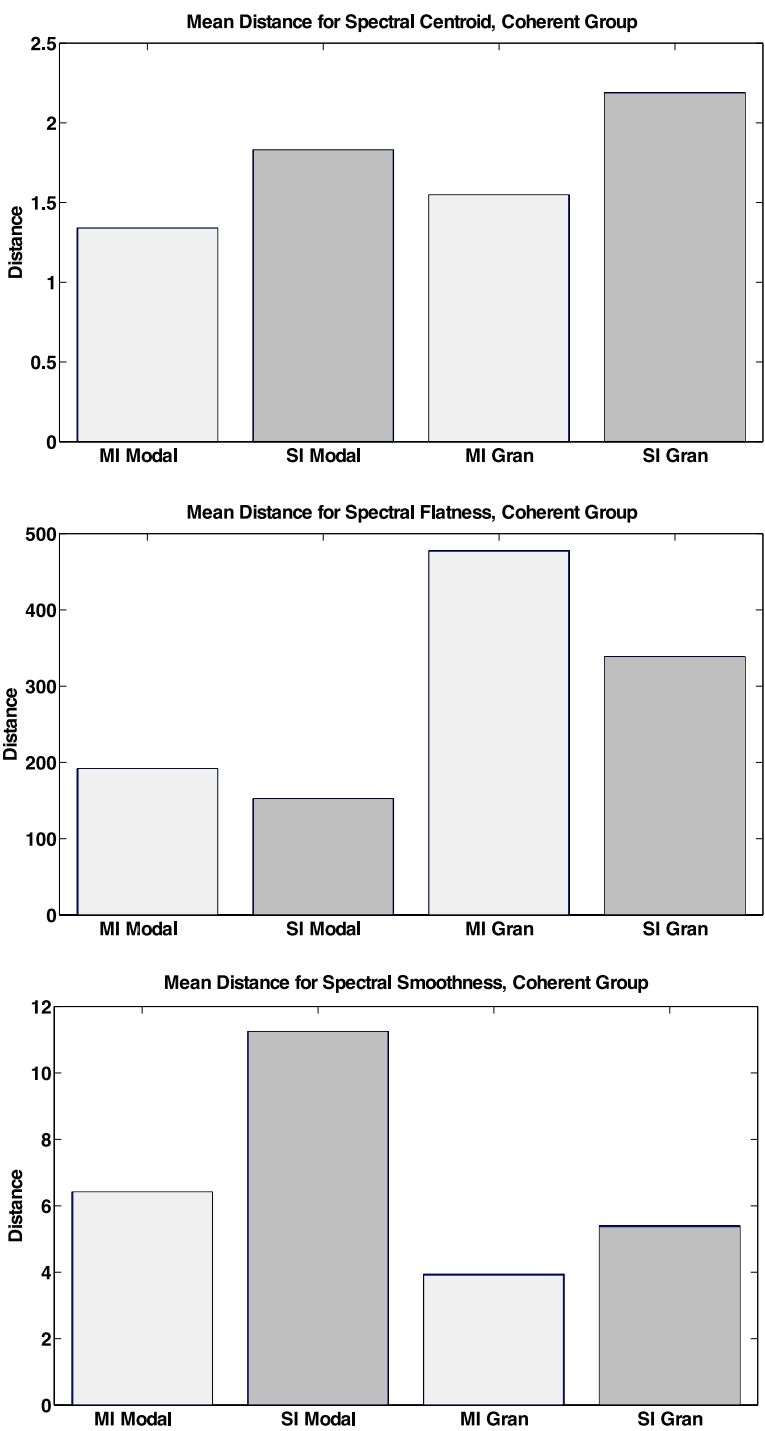 Mean Distance for Spectral Centroid, Coherent Group
2.5
2
1.5
1
0.5
0
Distance
MI Modal SI Modal MI Gran SI Gran
Mean Distance for Spectral Flatness, Coherent Group
500
400
300
200
100
0
Distance
MI Modal SI Modal MI Gran SI Gran
Mean Distance for Spectral Smoothness, Coherent Group
12
10
8
6
4
2
0
Distance
MI Modal SI Modal MI Gran SI Gran